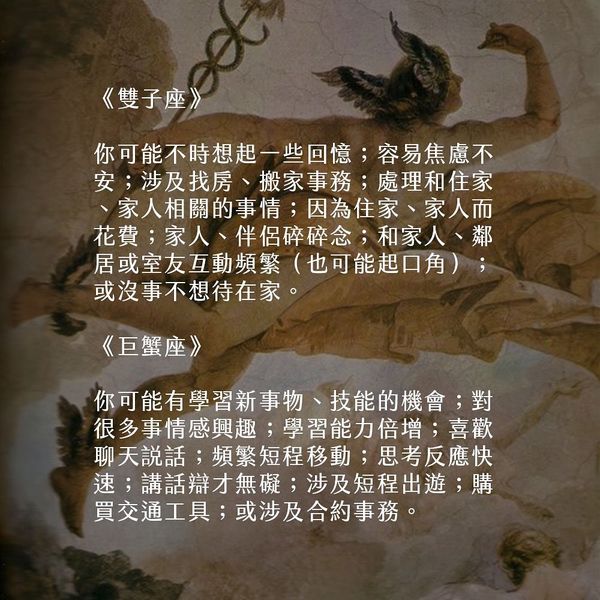 《雙子座》
你可能不時想起一些回憶；容易焦慮不
安；涉及找房、搬家事務；處理和住家
、家人相關的事情；因為住家、家人而
花費；家人、伴侶碎碎念；和家人、鄰
居或室友互動頻繁（也可能起口角）；
或沒事不想待在家。
《巨蟹座》
你可能有學習新事物、技能的機會；對
很多事情感興趣；學習能力倍增；喜歡
聊天説話；頻繁短程移動；思考反應快
速；講話辯才無礙；涉及短程出遊；購
買交通工具；或涉及合約事務。